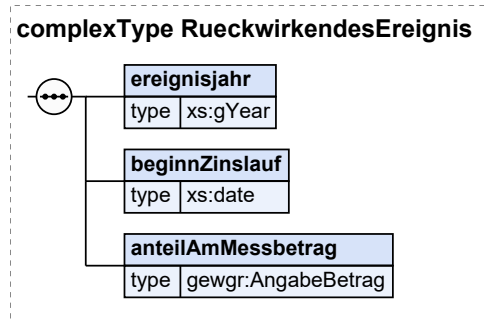 complexType RueckwirkendesEreignis
ereignisjahr
type xs:gYear
beginnZinslauf
type xs:date
anteilAmMessbetrag
type gewgr:AngabeBetrag